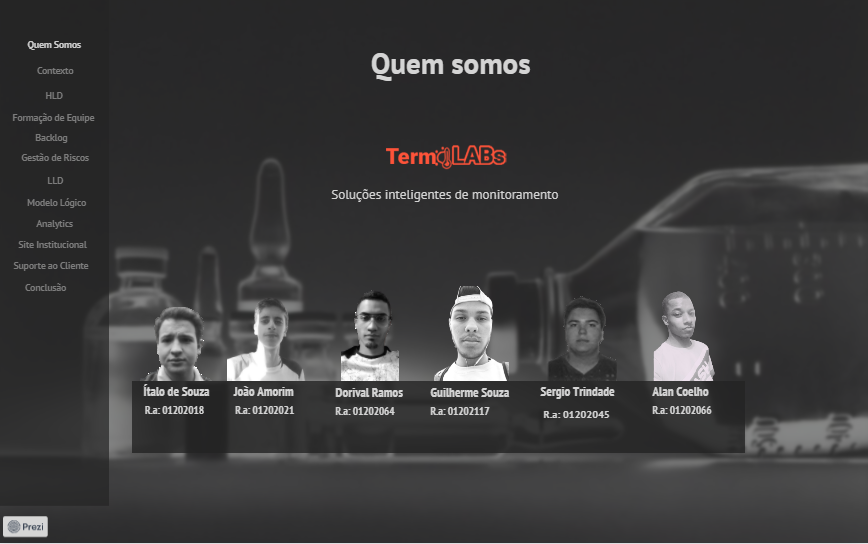 Quem Somos
Contexto
HLD
Formação de Equipe
Backlog
Gestão de Riscos
LLD
Modelo Lógico
Analytics
Site Institucional
Suporte ao Cliente
Conclusão
Quem somos
TermoLABs
Soluções inteligentes de monitoramento
Ítalo de Souza
R.a: 01202018
João Amorim
R.a: 01202021
Dorival Ramos
R.a: 01202064
Guilherme Souza
R.a: 01202117
Sergio Trindade
R.a: 01202045
Alan Coelho
R.a: 01202066
Prezi